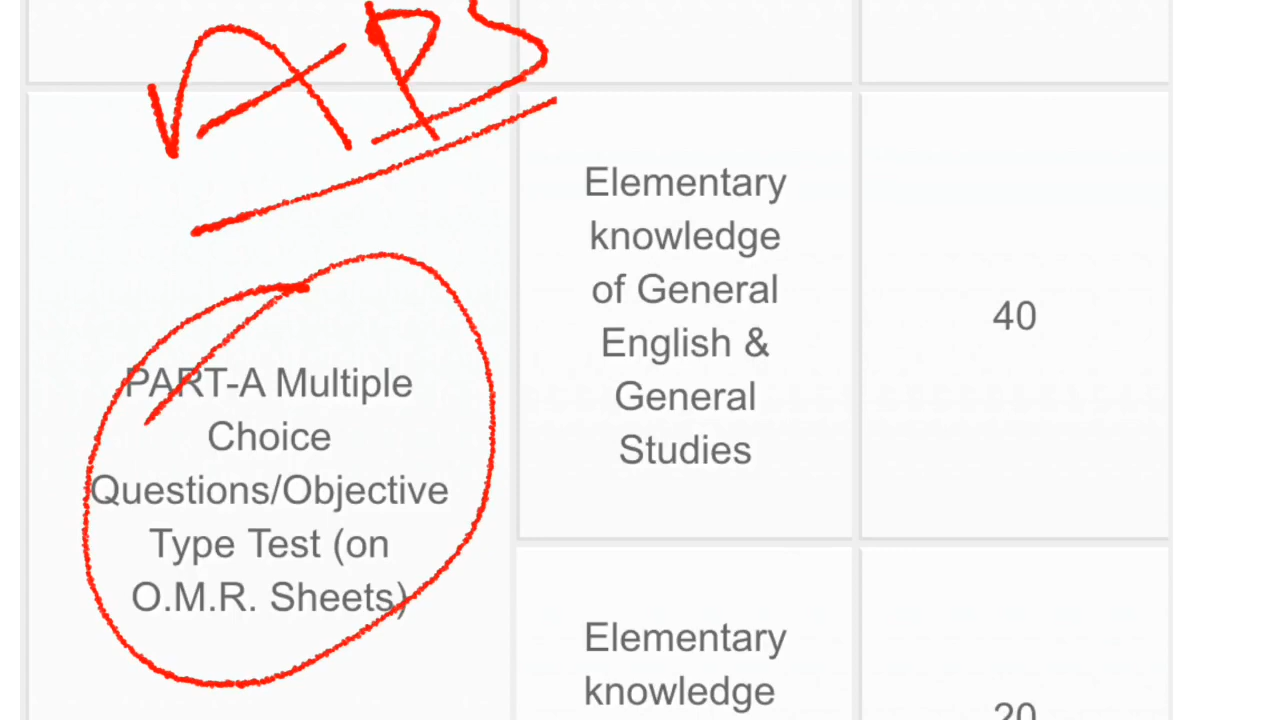 PART-A Multiple
Choice
Questions/Objective
Type Test (on
O.M.R. Sheets)
Elementary
knowledge
of General
English &
General
Studies
40
Elementary
knowledge
20